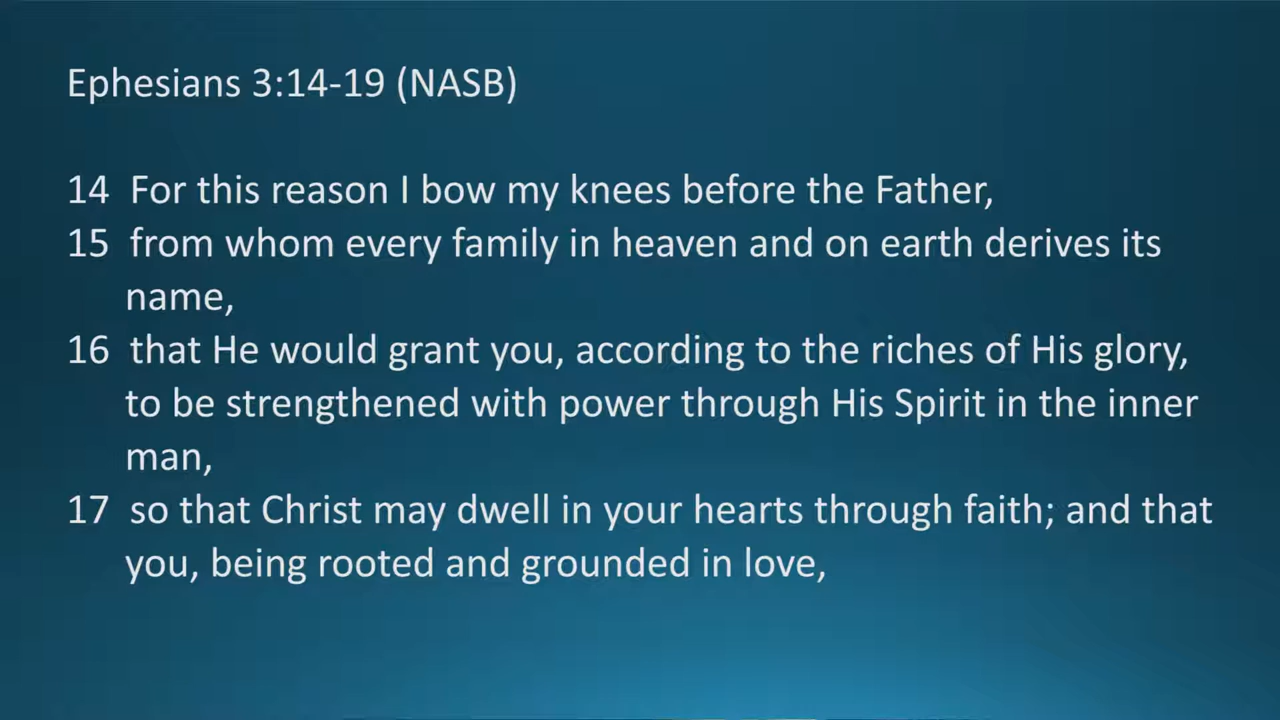 Ephesians 3:14-19 (NASB)
14 For this reason I bow my knees before the Father,
15 from whom every family in heaven and on earth derives its
name,
16 that He would grant you, according to the riches of His glory,
to be strengthened with power through His Spirit in the inner
man,
17 so that Christ may dwell in your hearts through faith; and that
you, being rooted and grounded in love,